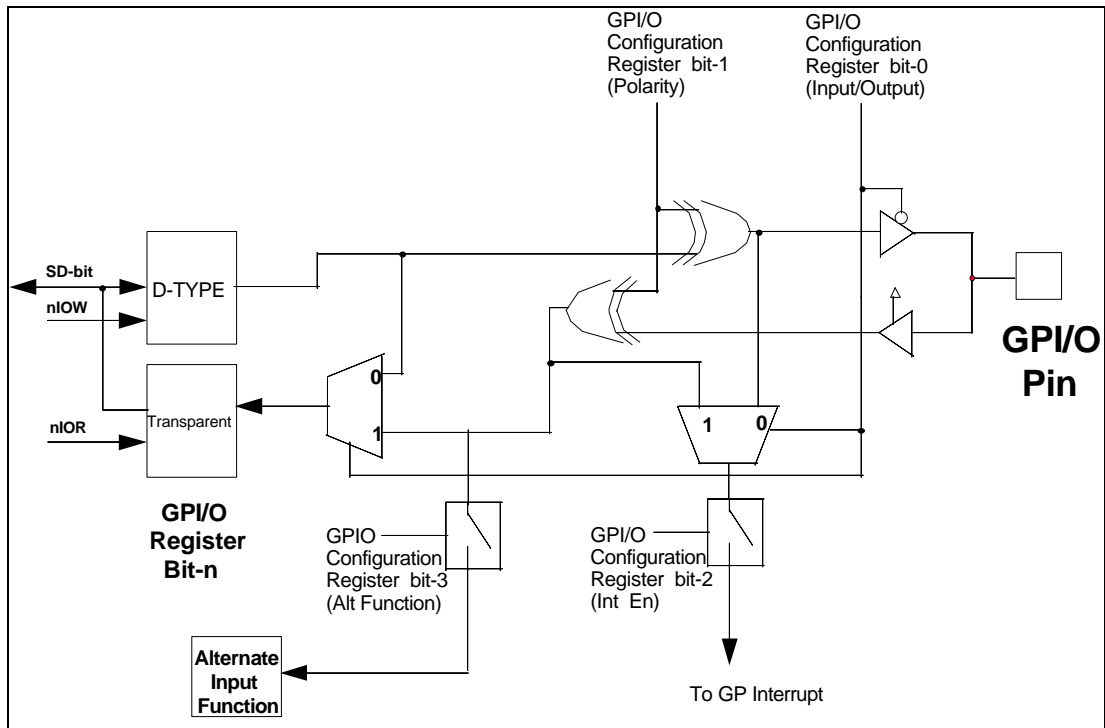 GPI/O
Configuration
Register bit-1
(Polarity)
GPI/O
Configuration
Register bit-0
(Input/Output)
SD-bit
D-TYPE
nIOW
GPI/O
Pin
0
1
Transparent
nIOR
1 0
GPI/O
Register
Bit-n
GPIO
Configuration
Register bit-3
(Alt Function)
GPI/O
Configuration
Register bit-2
(Int En)
Alternate
Input
Function
To GP Interrupt